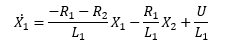 Ẋ₁ = (−R₁ − R₂)/L₁ X₁ − R₁/L₁ X₂ + U/L₁